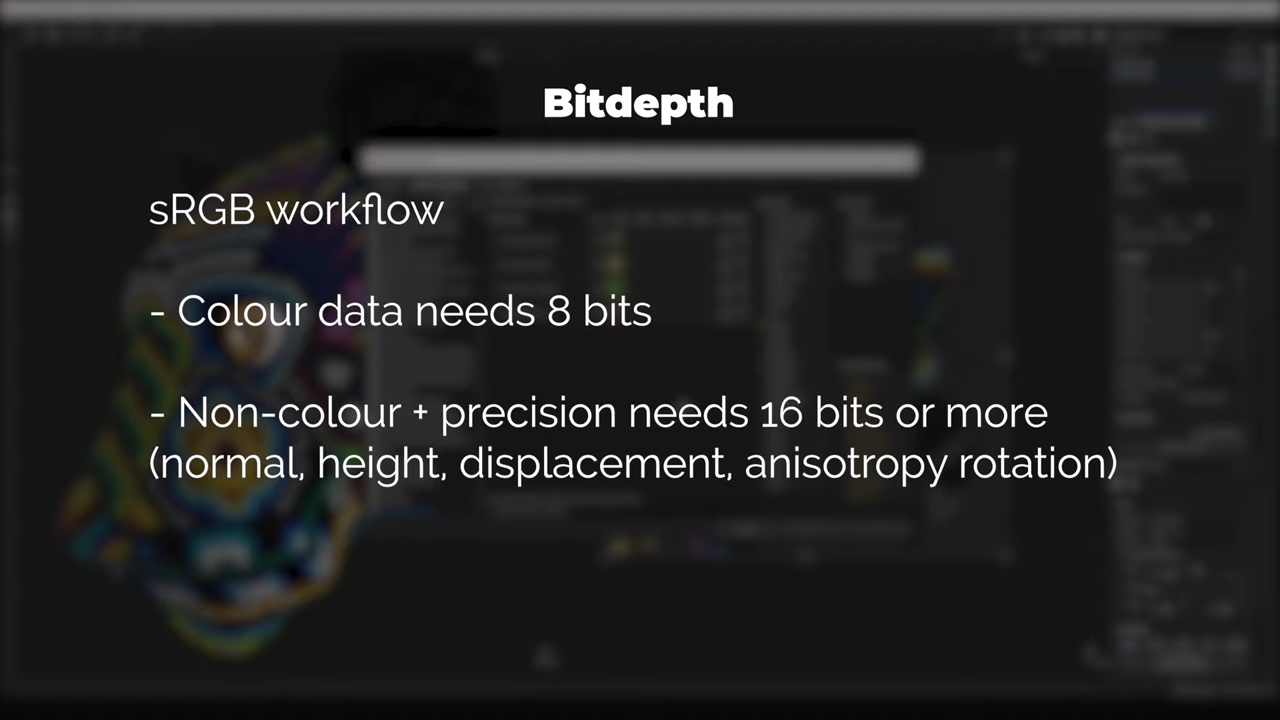 Bitdepth
sRGB workflow
- Colour data needs 8 bits
- Non-colour + precision needs 16 bits or more
(normal, height, displacement, anisotropy rotation)